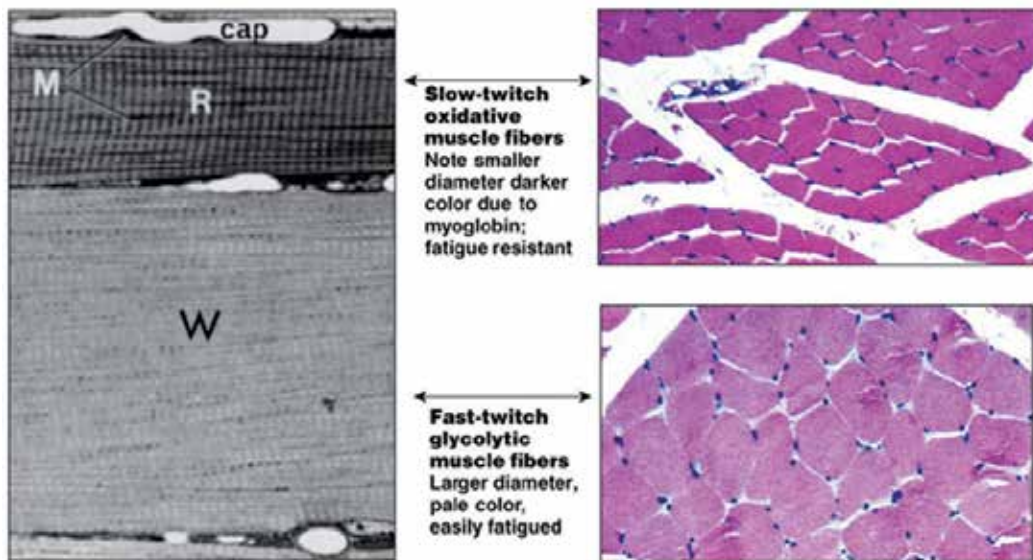 cap
M
R
W
Slow-twitch
oxidative
muscle fibers
Note smaller
diameter darker
color due to
myoglobin;
fatigue resistant
Fast-twitch
glycolytic
muscle fibers
Larger diameter,
pale color,
easily fatigued